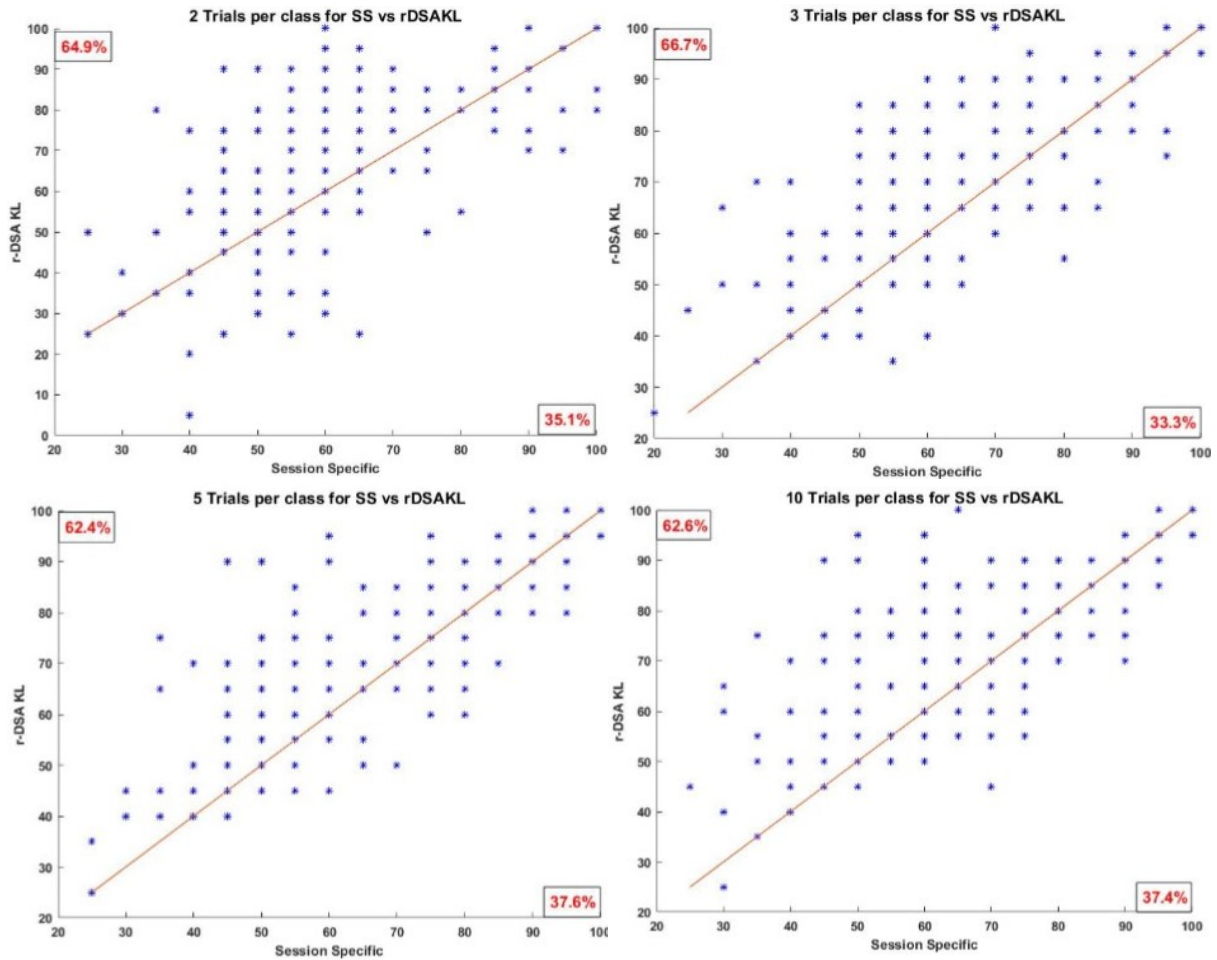 2 Trials per class for SS vs rDSAKL
64.9%
35.1%
r-DSA KL
100
90
80
70
60
50
40
30
20
10
0
20 30 40 50 60 70 80 90 100
Session Specific
3 Trials per class for SS vs rDSAKL
66.7%
33.3%
r-DSA KL
100
90
80
70
60
50
40
30
20
20 30 40 50 60 70 80 90 100
Session Specific
5 Trials per class for SS vs rDSAKL
62.4%
37.6%
r-DSA KL
100
90
80
70
60
50
40
30
20
20 30 40 50 60 70 80 90 100
Session Specific
10 Trials per class for SS vs rDSAKL
62.6%
37.4%
r-DSA KL
100
90
80
70
60
50
40
30
20
20 30 40 50 60 70 80 90 100
Session Specific